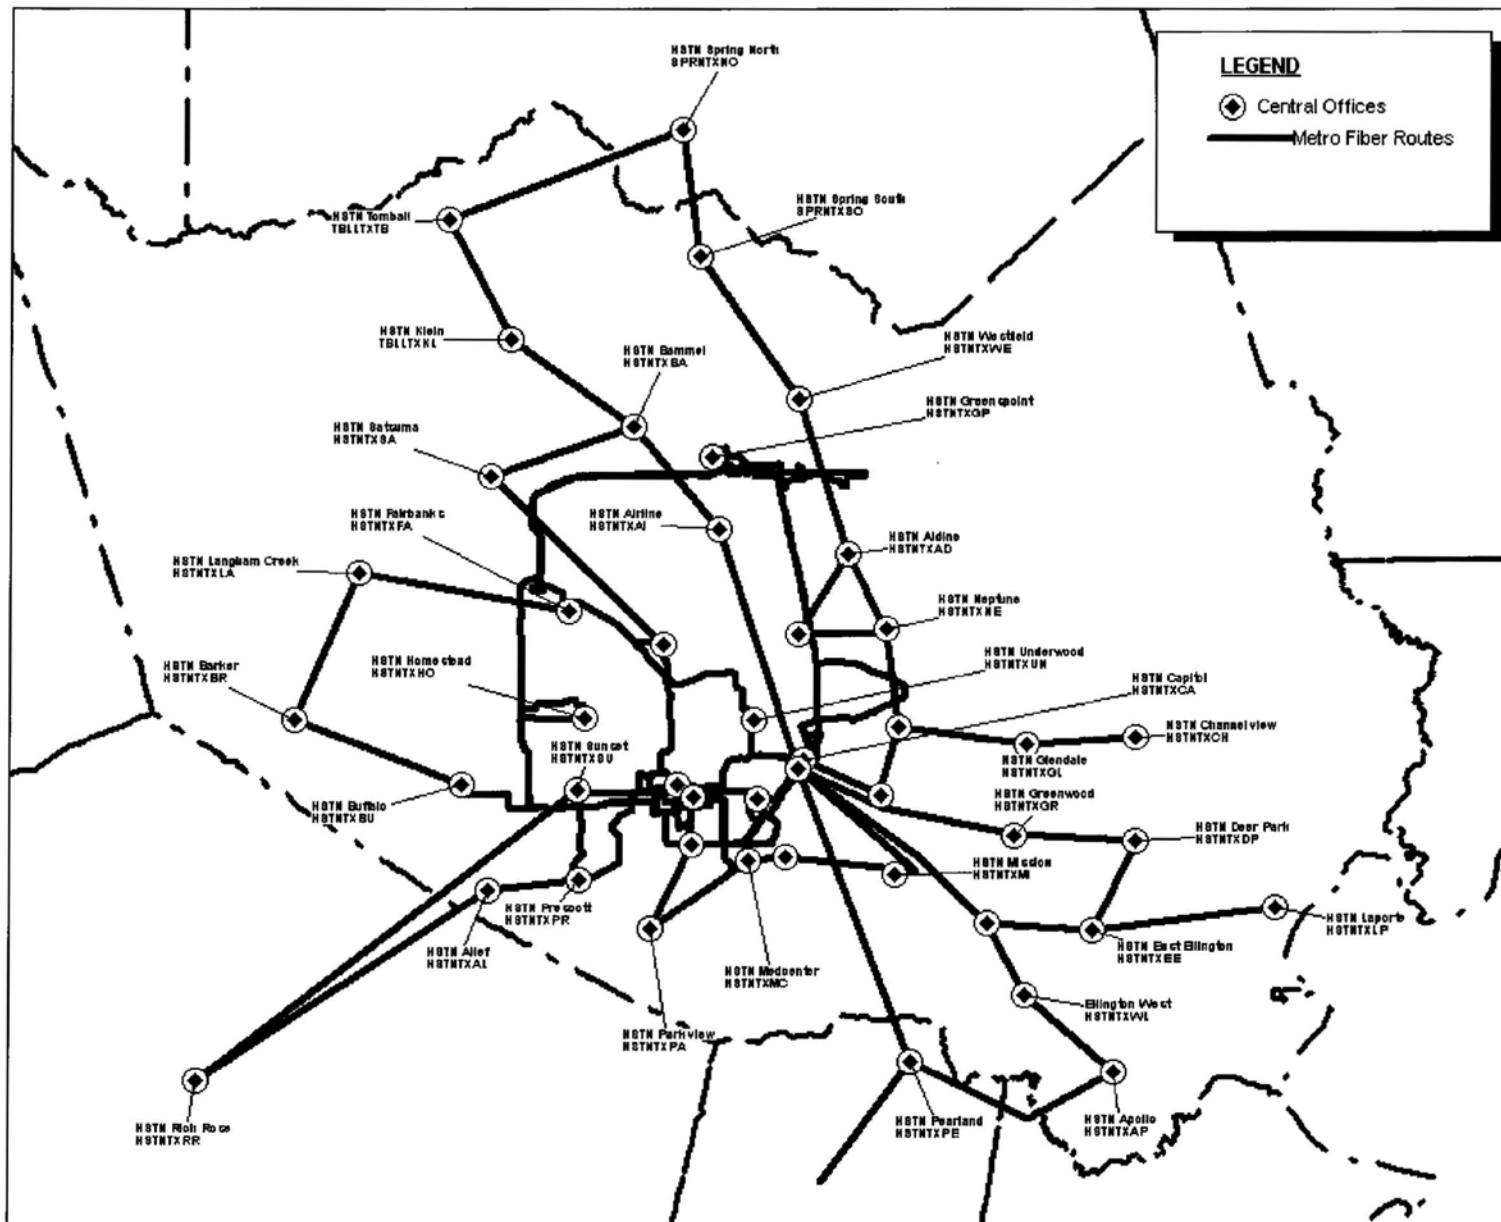 HSTN Spring North
SPRNTXNO
LEGEND
Central Offices
Metro Fiber Routes
HSTN Tomball
TBLLTXTB
HSTN Spring South
SPRNTXSO
HSTN Klein
TBLLTXKL
HSTN Bammel
HSTNTXBA
HSTN Westfield
HSTNTXWE
HSTN Greenspoint
HSTNTXGP
HSTN Satsuma
HSTNTXSA
HSTN Fairbanks
HSTNTXFA
HSTN Airline
HSTNTXAI
HSTN Aldine
HSTNTXAD
HSTN Langham Creek
HSTNTXLA
HSTN Neptune
HSTNTXNE
HSTN Barker
HSTNTXBR
HSTN Homestead
HSTNTXHO
HSTN Underwood
HSTNTXUN
HSTN Capitol
HSTNTXCA
HSTN Channelview
HSTNTXCH
HSTN Sunset
HSTNTXSU
HSTN Glendale
HSTNTXGL
HSTN Buffalo
HSTNTXBU
HSTN Greenwood
HSTNTXGR
HSTN Deer Park
HSTNTXDP
HSTN Mission
HSTNTXMI
HSTN Prescott
HSTNTXPR
HSTN Laporte
HSTNTXLP
HSTN Alief
HSTNTXAL
HSTN East Ellington
HSTNTXEE
HSTN Medcenter
HSTNTXMC
Ellington West
HSTNTXWL
HSTN Parkview
HSTNTXPA
HSTN Rich Rose
HSTNTXRR
HSTN Pearland
HSTNTXPE
HSTN Apollo
HSTNTXAP